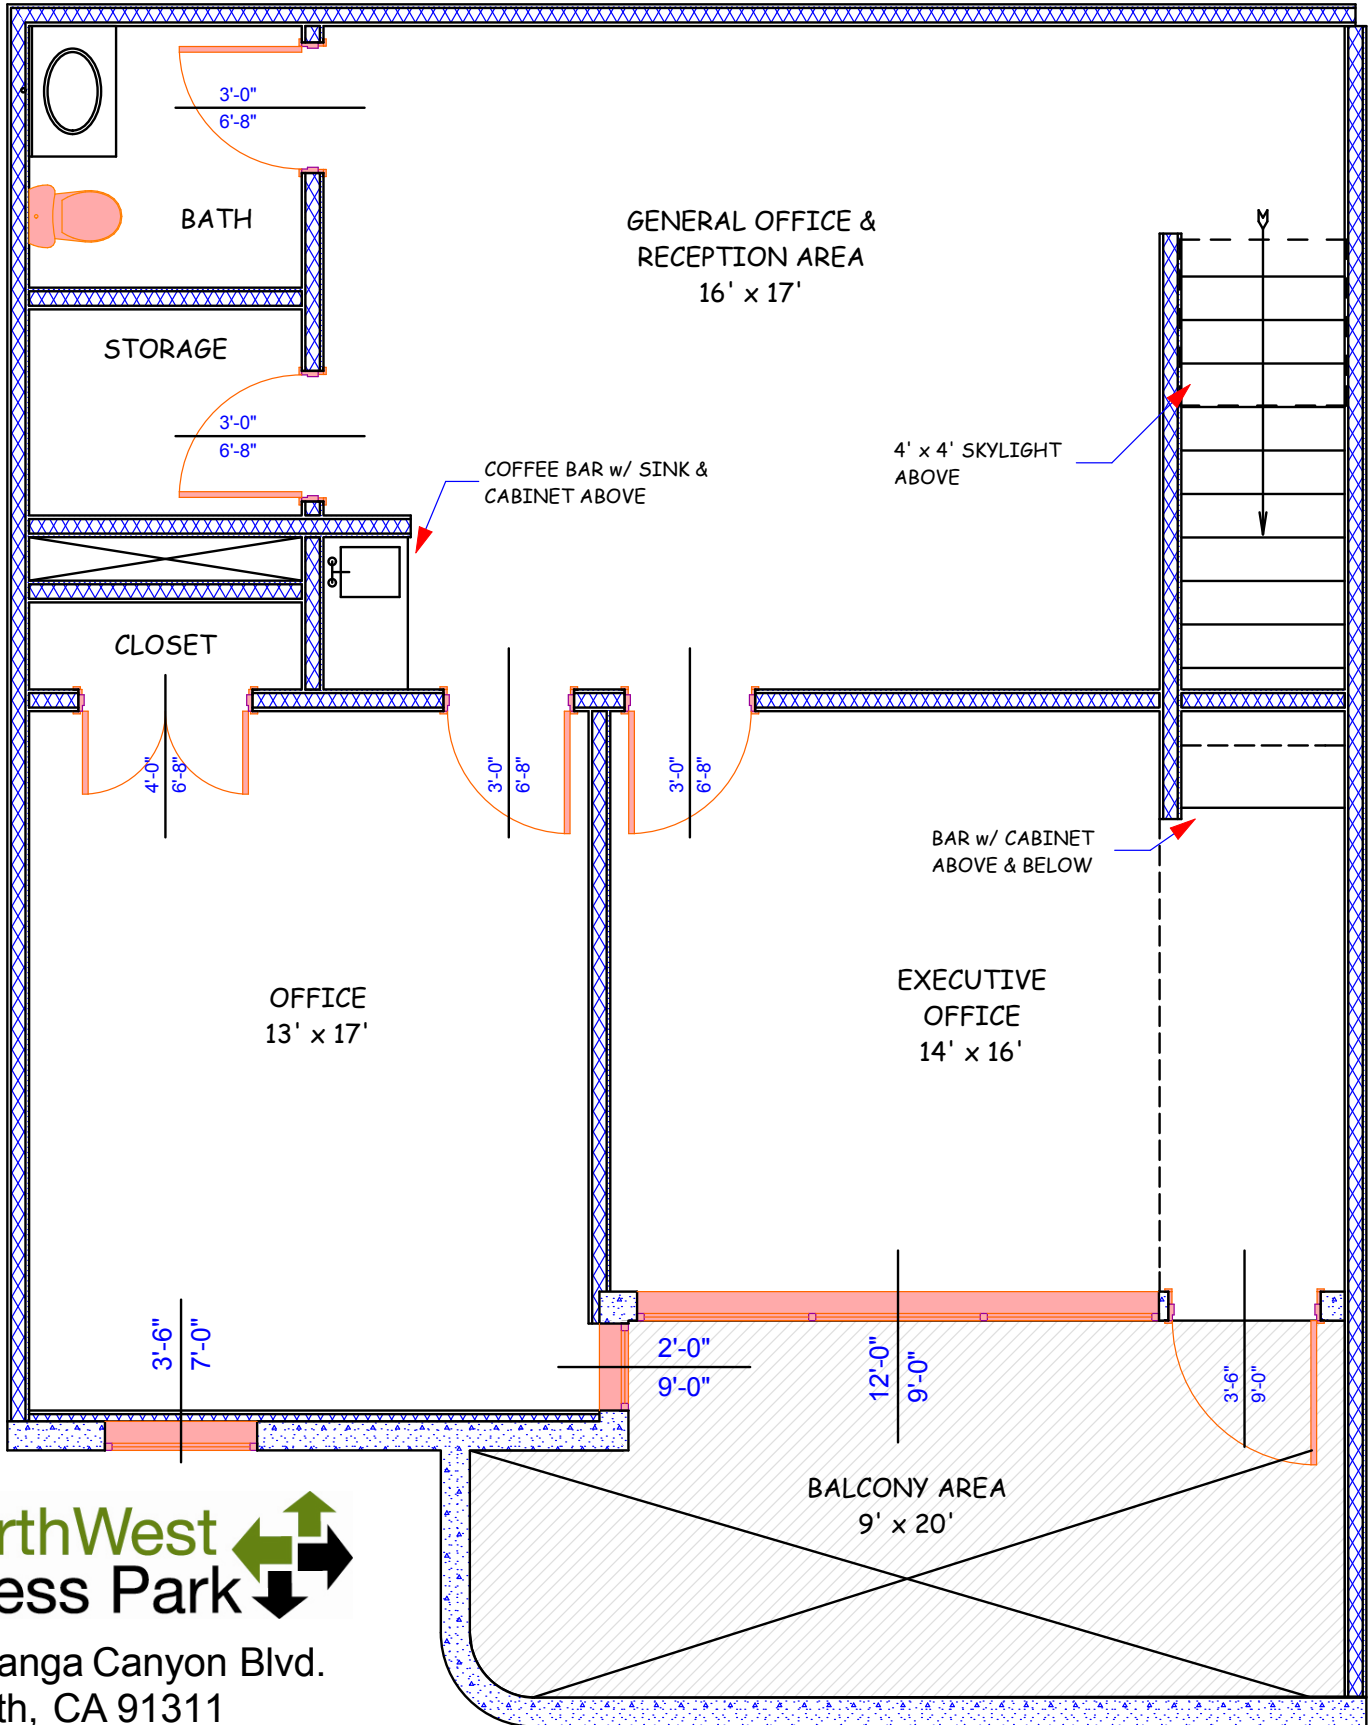 3'-0"
6'-8"
BATH
GENERAL OFFICE &
RECEPTION AREA
16' x 17'
STORAGE
3'-0"
6'-8"
COFFEE BAR w/ SINK &
CABINET ABOVE
4' x 4' SKYLIGHT
ABOVE
CLOSET
4'-0"
6'-8"
3'-0"
6'-8"
3'-0"
6'-8"
BAR w/ CABINET
ABOVE & BELOW
OFFICE
13' x 17'
EXECUTIVE
OFFICE
14' x 16'
3'-6"
7'-0"
2'-0"
9'-0"
12'-0"
9'-0"
3'-6"
9'-0"
BALCONY AREA
9' x 20'
rthWest
ess Park
anga Canyon Blvd.
th, CA 91311